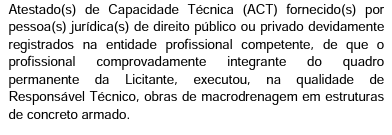 Atestado(s) de Capacidade Técnica (ACT) fornecido(s) por
pessoa(s) jurídica(s) de direito público ou privado devidamente
registrados na entidade profissional competente, de que o
profissional comprovadamente integrante do quadro
permanente da Licitante, executou, na qualidade de
Responsável Técnico, obras de macrodrenagem em estruturas
de concreto armado.